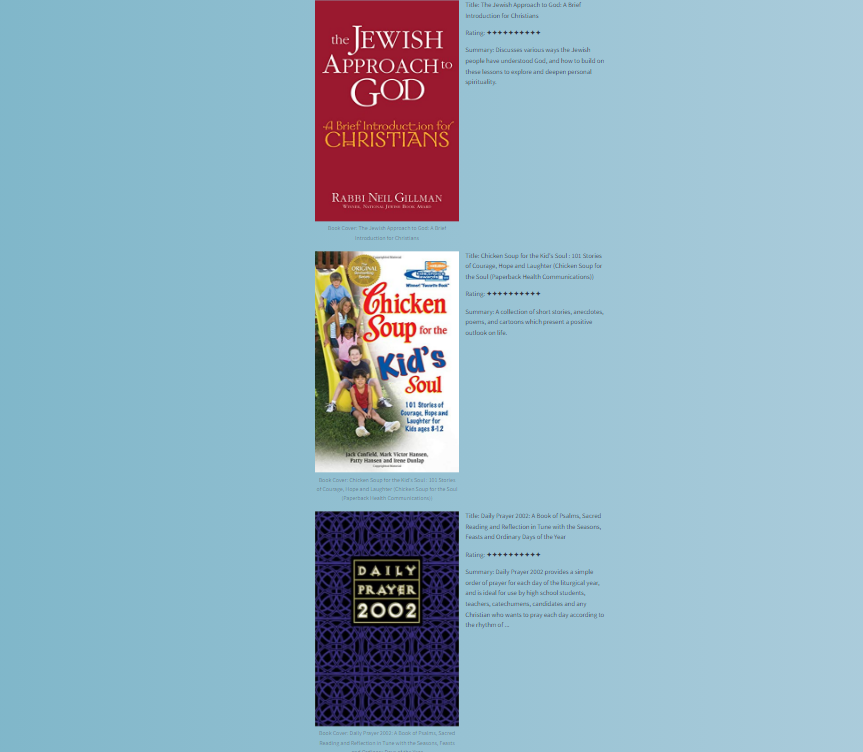 the JEWISH
APPROACH to
GOD
A Brief Introduction for
CHRISTIANS
RABBI NEIL GILLMAN
WINNER, NATIONAL JEWISH BOOK AWARD
Title: The Jewish Approach to God: A Brief
Introduction for Christians
Rating: ✦✦✦✦✦✦✦✦✦✦
Summary: Discusses various ways the Jewish
people have understood God, and how to build on
these lessons to explore and deepen personal
spirituality.
Book Cover: The Jewish Approach to God: A Brief
Introduction for Christians
The
ORIGINAL
Winner! "Favorite Book"
Chicken
Soup for the
Kid's
Soul
101 Stories of
Courage, Hope and
Laughter for
Kids ages 8-12
Jack Canfield, Mark Victor Hansen,
Patty Hansen and Irene Dunlap
Title: Chicken Soup for the Kid's Soul : 101 Stories
of Courage, Hope and Laughter (Chicken Soup for
the Soul (Paperback Health Communications))
Rating: ✦✦✦✦✦✦✦✦✦✦
Summary: A collection of short stories, anecdotes,
poems, and cartoons which present a positive
outlook on life.
Book Cover: Chicken Soup for the Kid's Soul : 101 Stories
of Courage, Hope and Laughter (Chicken Soup for the Soul
(Paperback Health Communications))
DAILY
PRAYER
2002
Title: Daily Prayer 2002: A Book of Psalms, Sacred
Reading and Reflection in Tune with the Seasons,
Feasts and Ordinary Days of the Year
Rating: ✦✦✦✦✦✦✦✦✦✦
Summary: Daily Prayer 2002 provides a simple
order of prayer for each day of the liturgical year,
and is ideal for use by high school students,
teachers, catechumens, candidates and any
Christian who wants to pray each day according to
the rhythm of ...
Book Cover: Daily Prayer 2002: A Book of Psalms, Sacred
Reading and Reflection in Tune with the Seasons, Feasts